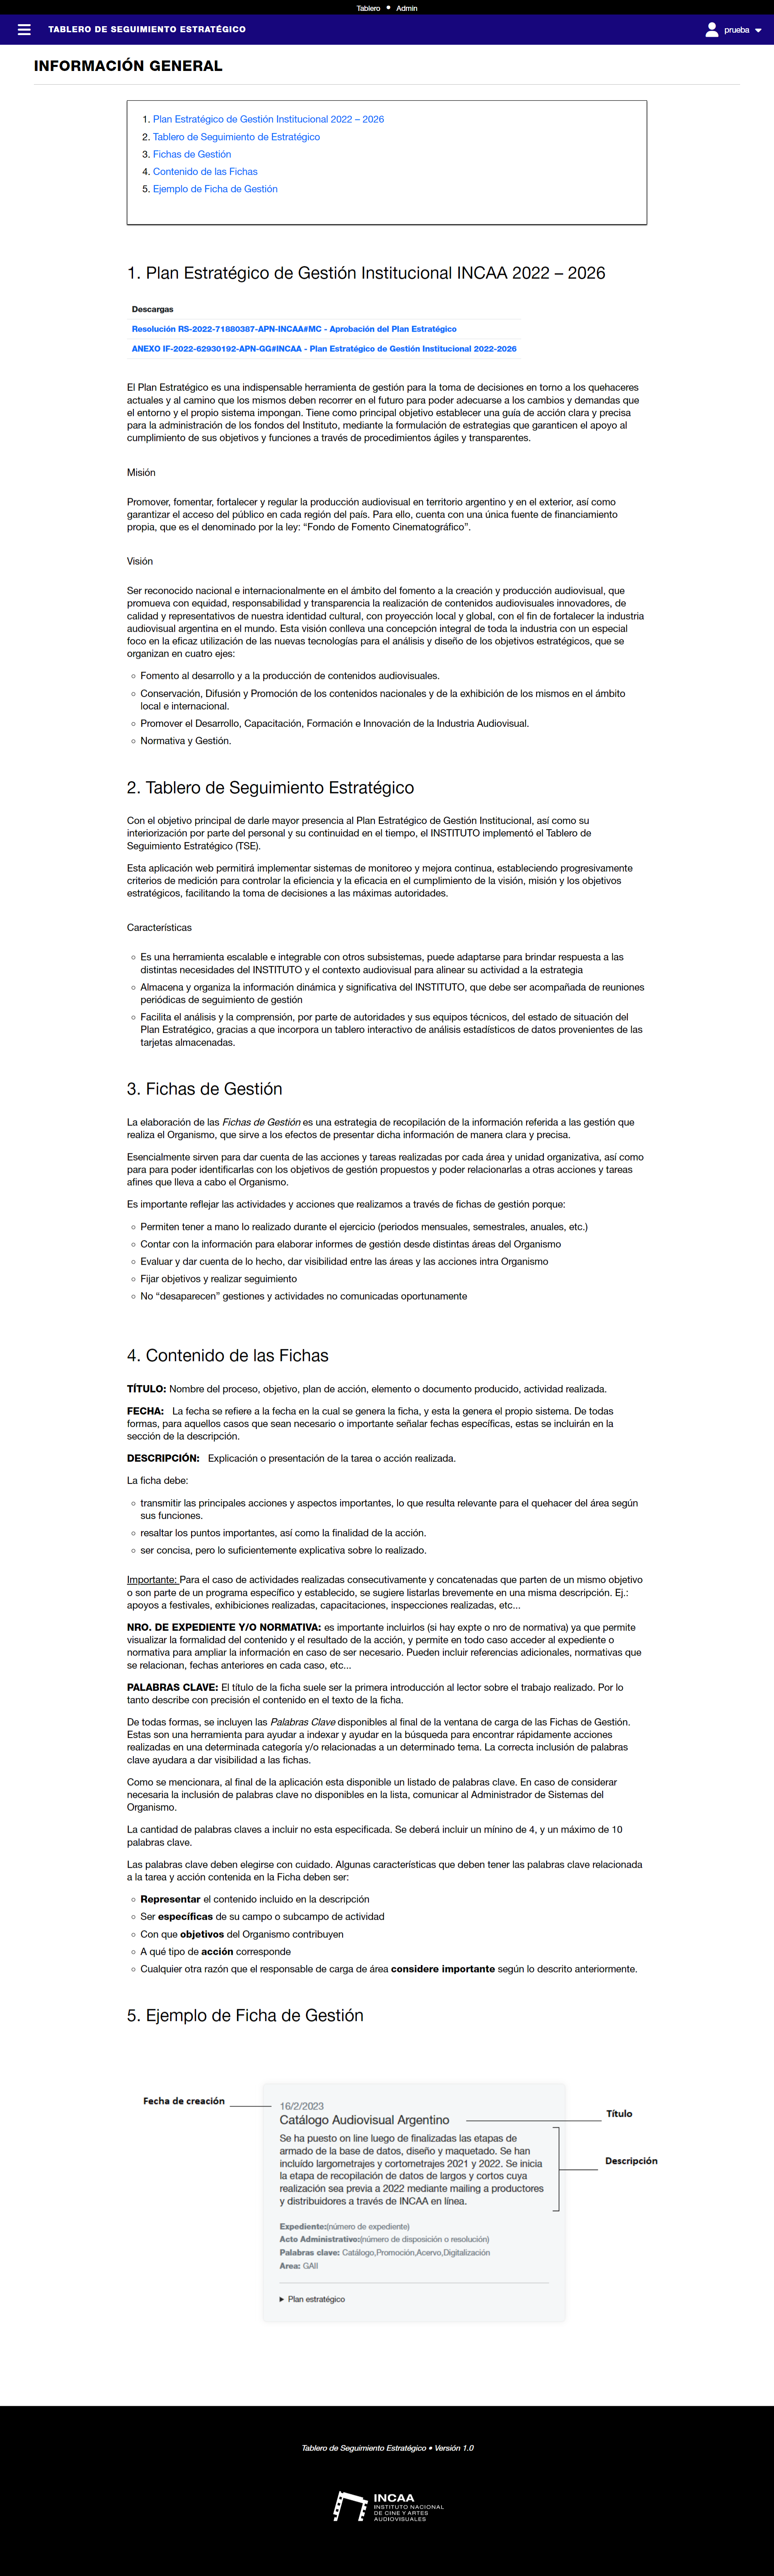 Tablero • Admin
TABLERO DE SEGUIMIENTO ESTRATÉGICO
prueba
INFORMACIÓN GENERAL
1. Plan Estratégico de Gestión Institucional 2022 – 2026
2. Tablero de Seguimiento de Estratégico
3. Fichas de Gestión
4. Contenido de las Fichas
5. Ejemplo de Ficha de Gestión
1. Plan Estratégico de Gestión Institucional INCAA 2022 – 2026
Descargas
Resolución RS-2022-71880387-APN-INCAA#MC - Aprobación del Plan Estratégico
ANEXO IF-2022-62930192-APN-GG#INCAA - Plan Estratégico de Gestión Institucional 2022-2026
El Plan Estratégico es una indispensable herramienta de gestión para la toma de decisiones en torno a los quehaceres
actuales y al camino que los mismos deben recorrer en el futuro para poder adecuarse a los cambios y demandas que
el entorno y el propio sistema impongan. Tiene como principal objetivo establecer una guía de acción clara y precisa
para la administración de los fondos del Instituto, mediante la formulación de estrategias que garanticen el apoyo al
cumplimiento de sus objetivos y funciones a través de procedimientos ágiles y transparentes.
Misión
Promover, fomentar, fortalecer y regular la producción audiovisual en territorio argentino y en el exterior, así como
garantizar el acceso del público en cada región del país. Para ello, cuenta con una única fuente de financiamiento
propia, que es el denominado por la ley: “Fondo de Fomento Cinematográfico”.
Visión
Ser reconocido nacional e internacionalmente en el ámbito del fomento a la creación y producción audiovisual, que
promueva con equidad, responsabilidad y transparencia la realización de contenidos audiovisuales innovadores, de
calidad y representativos de nuestra identidad cultural, con proyección local y global, con el fin de fortalecer la industria
audiovisual argentina en el mundo. Esta visión conlleva una concepción integral de toda la industria con un especial
foco en la eficaz utilización de las nuevas tecnologías para el análisis y diseño de los objetivos estratégicos, que se
organizan en cuatro ejes:
◦ Fomento al desarrollo y a la producción de contenidos audiovisuales.
◦ Conservación, Difusión y Promoción de los contenidos nacionales y de la exhibición de los mismos en el ámbito
local e internacional.
◦ Promover el Desarrollo, Capacitación, Formación e Innovación de la Industria Audiovisual.
◦ Normativa y Gestión.
2. Tablero de Seguimiento Estratégico
Con el objetivo principal de darle mayor presencia al Plan Estratégico de Gestión Institucional, así como su
interiorización por parte del personal y su continuidad en el tiempo, el INSTITUTO implementó el Tablero de
Seguimiento Estratégico (TSE).
Esta aplicación web permitirá implementar sistemas de monitoreo y mejora continua, estableciendo progresivamente
criterios de medición para controlar la eficiencia y la eficacia en el cumplimiento de la visión, misión y los objetivos
estratégicos, facilitando la toma de decisiones a las máximas autoridades.
Características
◦ Es una herramienta escalable e integrable con otros subsistemas, puede adaptarse para brindar respuesta a las
distintas necesidades del INSTITUTO y el contexto audiovisual para alinear su actividad a la estrategia
◦ Almacena y organiza la información dinámica y significativa del INSTITUTO, que debe ser acompañada de reuniones
periódicas de seguimiento de gestión
◦ Facilita el análisis y la comprensión, por parte de autoridades y sus equipos técnicos, del estado de situación del
Plan Estratégico, gracias a que incorpora un tablero interactivo de análisis estadísticos de datos provenientes de las
tarjetas almacenadas.
3. Fichas de Gestión
La elaboración de las Fichas de Gestión es una estrategia de recopilación de la información referida a las gestión que
realiza el Organismo, que sirve a los efectos de presentar dicha información de manera clara y precisa.
Esencialmente sirven para dar cuenta de las acciones y tareas realizadas por cada área y unidad organizativa, así como
para para poder identificarlas con los objetivos de gestión propuestos y poder relacionarlas a otras acciones y tareas
afines que lleva a cabo el Organismo.
Es importante reflejar las actividades y acciones que realizamos a través de fichas de gestión porque:
◦ Permiten tener a mano lo realizado durante el ejercicio (periodos mensuales, semestrales, anuales, etc.)
◦ Contar con la información para elaborar informes de gestión desde distintas áreas del Organismo
◦ Evaluar y dar cuenta de lo hecho, dar visibilidad entre las áreas y las acciones intra Organismo
◦ Fijar objetivos y realizar seguimiento
◦ No “desaparecen” gestiones y actividades no comunicadas oportunamente
4. Contenido de las Fichas
TÍTULO: Nombre del proceso, objetivo, plan de acción, elemento o documento producido, actividad realizada.
FECHA: La fecha se refiere a la fecha en la cual se genera la ficha, y esta la genera el propio sistema. De todas
formas, para aquellos casos que sean necesario o importante señalar fechas específicas, estas se incluirán en la
sección de la descripción.
DESCRIPCIÓN: Explicación o presentación de la tarea o acción realizada.
La ficha debe:
◦ transmitir las principales acciones y aspectos importantes, lo que resulta relevante para el quehacer del área según
sus funciones.
◦ resaltar los puntos importantes, así como la finalidad de la acción.
◦ ser concisa, pero lo suficientemente explicativa sobre lo realizado.
Importante: Para el caso de actividades realizadas consecutivamente y concatenadas que parten de un mismo objetivo
o son parte de un programa específico y establecido, se sugiere listarlas brevemente en una misma descripción. Ej.:
apoyos a festivales, exhibiciones realizadas, capacitaciones, inspecciones realizadas, etc...
NRO. DE EXPEDIENTE Y/O NORMATIVA: es importante incluirlos (si hay expte o nro de normativa) ya que permite
visualizar la formalidad del contenido y el resultado de la acción, y permite en todo caso acceder al expediente o
normativa para ampliar la información en caso de ser necesario. Pueden incluir referencias adicionales, normativas que
se relacionan, fechas anteriores en cada caso, etc...
PALABRAS CLAVE: El título de la ficha suele ser la primera introducción al lector sobre el trabajo realizado. Por lo
tanto describe con precisión el contenido en el texto de la ficha.
De todas formas, se incluyen las Palabras Clave disponibles al final de la ventana de carga de las Fichas de Gestión.
Estas son una herramienta para ayudar a indexar y ayudar en la búsqueda para encontrar rápidamente acciones
realizadas en una determinada categoría y/o relacionadas a un determinado tema. La correcta inclusión de palabras
clave ayudara a dar visibilidad a las fichas.
Como se mencionara, al final de la aplicación esta disponible un listado de palabras clave. En caso de considerar
necesaria la inclusión de palabras clave no disponibles en la lista, comunicar al Administrador de Sistemas del
Organismo.
La cantidad de palabras claves a incluir no esta especificada. Se deberá incluir un mínino de 4, y un máximo de 10
palabras clave.
Las palabras clave deben elegirse con cuidado. Algunas características que deben tener las palabras clave relacionada
a la tarea y acción contenida en la Ficha deben ser:
◦ Representar el contenido incluido en la descripción
◦ Ser específicas de su campo o subcampo de actividad
◦ Con que objetivos del Organismo contribuyen
◦ A qué tipo de acción corresponde
◦ Cualquier otra razón que el responsable de carga de área considere importante según lo descrito anteriormente.
5. Ejemplo de Ficha de Gestión
Fecha de creación
16/2/2023
Catálogo Audiovisual Argentino
Título
Se ha puesto on line luego de finalizadas las etapas de
armado de la base de datos, diseño y maquetado. Se han
incluído largometrajes y cortometrajes 2021 y 2022. Se inicia
la etapa de recopilación de datos de largos y cortos cuya
realización sea previa a 2022 mediante mailing a productores
y distribuidores a través de INCAA en línea.
Descripción
Expediente:(número de expediente)
Acto Administrativo:(número de disposición o resolución)
Palabras clave: Catálogo,Promoción,Acervo,Digitalización
Area: GAII
Plan estratégico
Tablero de Seguimiento Estratégico • Versión 1.0
INCAA
INSTITUTO NACIONAL
DE CINE Y ARTES
AUDIOVISUALES